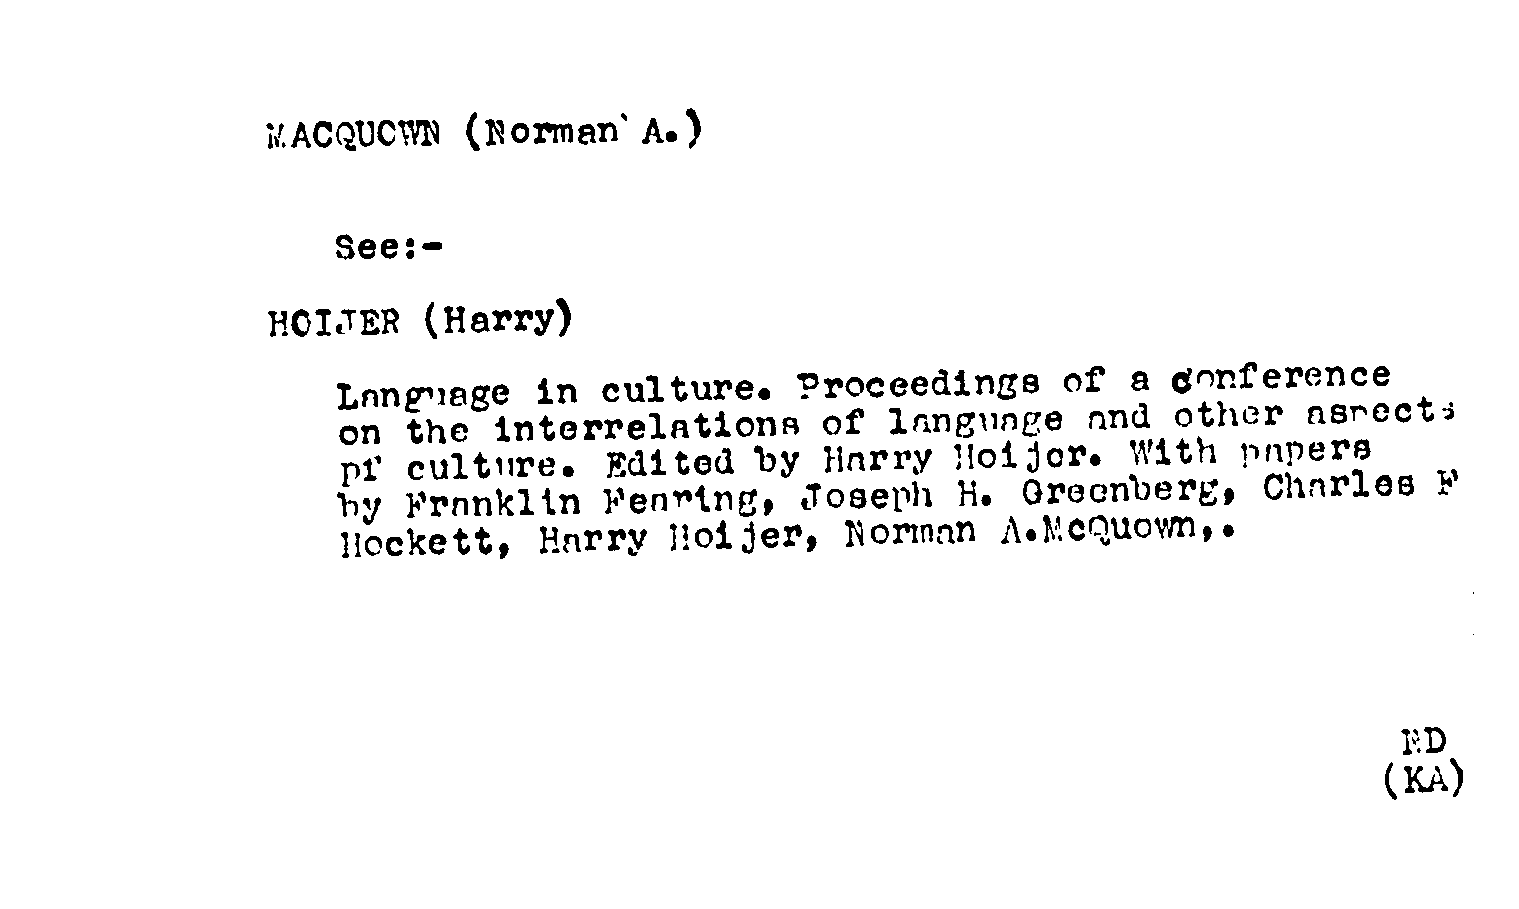 MACQUOWN (Norman A.)
See:-
HOIJER (Harry)
Language in culture. Proceedings of a conference
on the interrelations of language and other aspects
pf culture. Edited by Harry Hoijer. With papers
by Franklin Fearing, Joseph H. Greenberg, Charles F
Hockett, Harry Hoijer, Norman A.McQuown,.
(KA)